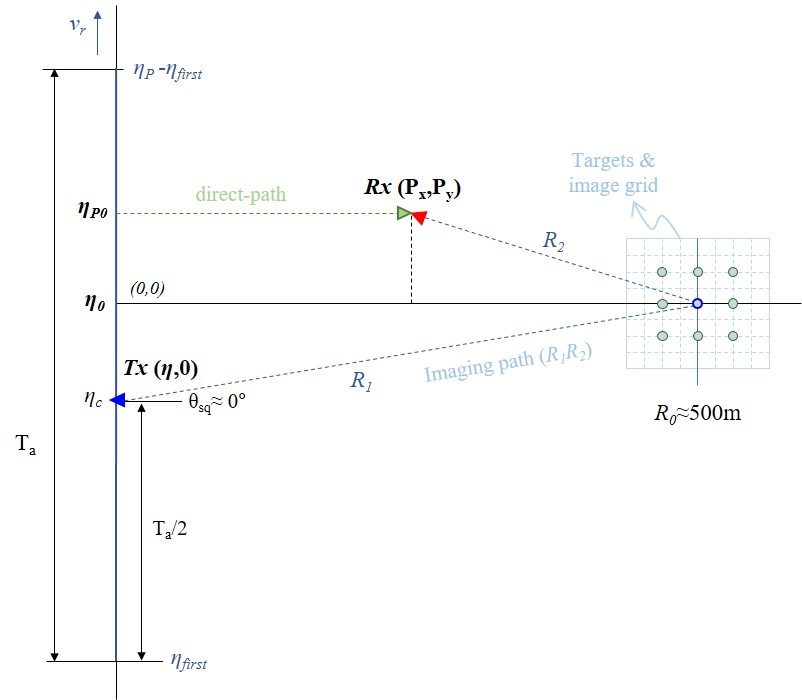 v_r
η_P -η_first
Targets &
image grid
direct-path
Rx (P_x,P_y)
η_P0
R_2
η_0
(0,0)
Tx (η,0)
Imaging path (R_1R_2)
R_1
η_c
θ_sq≈ 0°
R_0≈500m
T_a
T_a/2
η_first